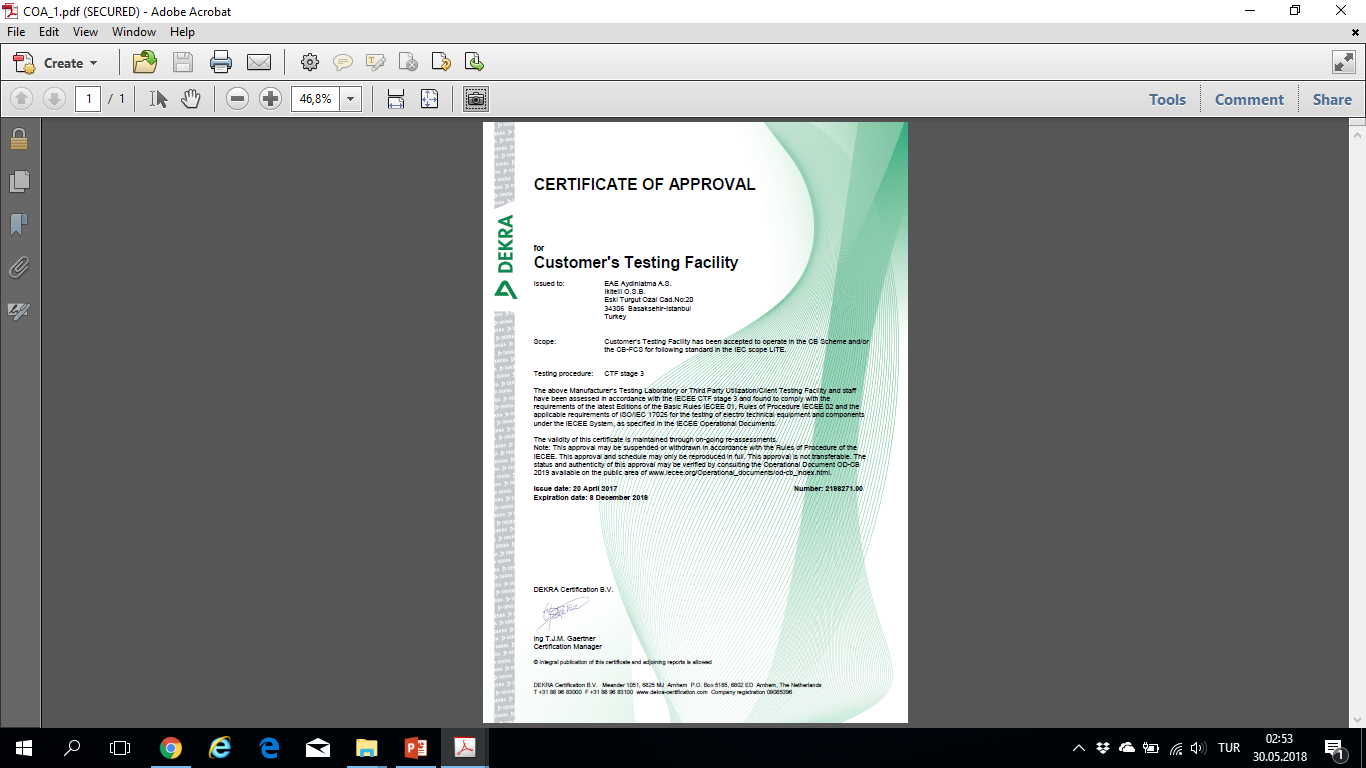 COA_1.pdf (SECURED) - Adobe Acrobat
File Edit View Window Help
Create
1 / 1
46,8%
Tools Comment Share
DEKRA
CERTIFICATE OF APPROVAL
for
Customer's Testing Facility
Issued to: EAE Aydinlatma A.S.
Ikitelli O.S.B.
Eski Turgut Ozal Cad.No:20
34306 Basaksehir-Istanbul
Turkey
Scope: Customer's Testing Facility has been accepted to operate in the CB Scheme and/or
the CB-FCS for following standard in the IEC scope LITE.
Testing procedure: CTF stage 3
The above Manufacturer's Testing Laboratory or Third Party Utilization/Client Testing Facility and staff
have been assessed in accordance with the IECEE CTF stage 3 and found to comply with the
requirements of the latest Editions of the Basic Rules IECEE 01, Rules of Procedure IECEE 02 and the
applicable requirements of ISO/IEC 17025 for the testing of electro technical equipment and components
under the IECEE System, as specified in the IECEE Operational Documents.
The validity of this certificate is maintained through on-going re-assessments.
Note: This approval may be suspended or withdrawn in accordance with the Rules of Procedure of the
IECEE. This approval and schedule may only be reproduced in full. This approval is not transferable. The
status and authenticity of this approval may be verified by consulting the Operational Document OD-CB
2019 available on the public area of www.iecee.org/Operational_documents/od-cb_index.html.
Issue date: 20 April 2017 Number: 2198271.00
Expiration date: 8 December 2019
DEKRA Certification B.V.
Ing T.J.M. Gaertner
Certification Manager
© Integral publication of this certificate and adjoining reports is allowed
DEKRA Certification B.V. Meander 1051, 6825 MJ Arnhem P.O. Box 5185, 6802 ED Arnhem, The Netherlands
T +31 88 96 83000 F +31 88 96 83100 www.dekra-certification.com Company registration 09085396
TUR
02:53
30.05.2018
1